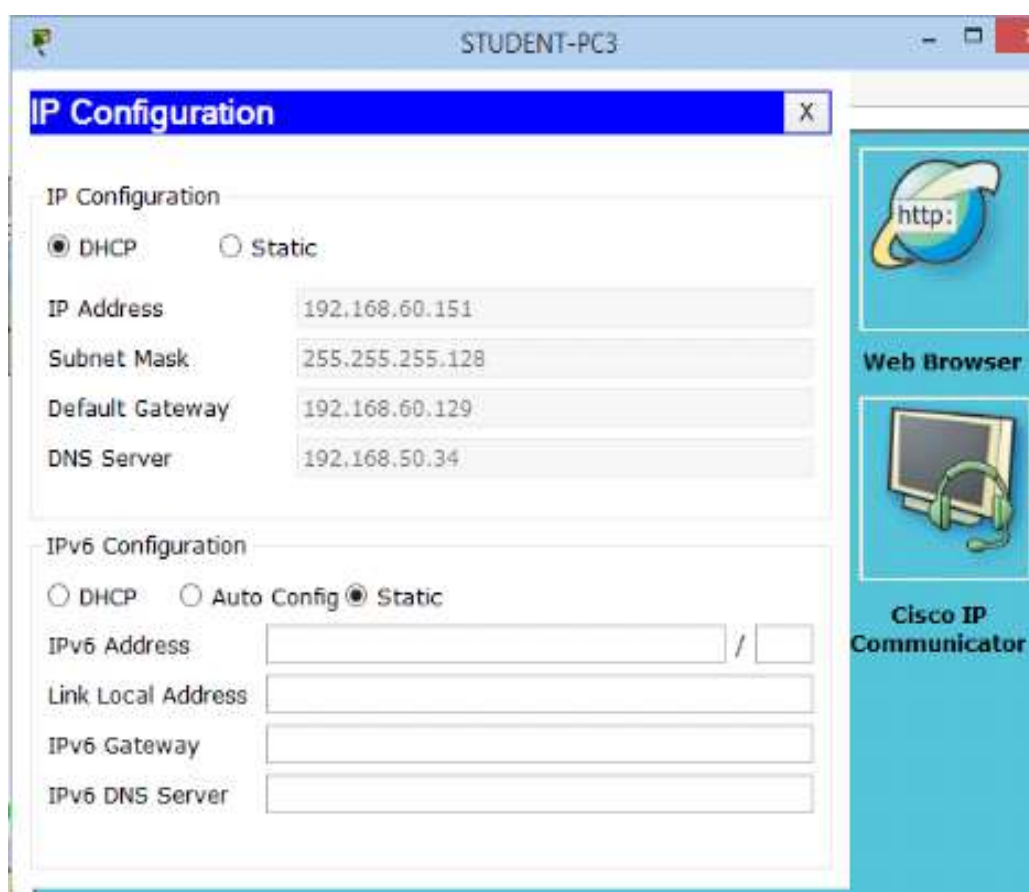 STUDENT-PC3
IP Configuration X
IP Configuration
DHCP Static
IP Address 192.168.60.151
Subnet Mask 255.255.255.128
Default Gateway 192.168.60.129
DNS Server 192.168.50.34
IPv6 Configuration
DHCP Auto Config Static
IPv6 Address /
Link Local Address
IPv6 Gateway
IPv6 DNS Server
http:
Web Browser
Cisco IP
Communicator